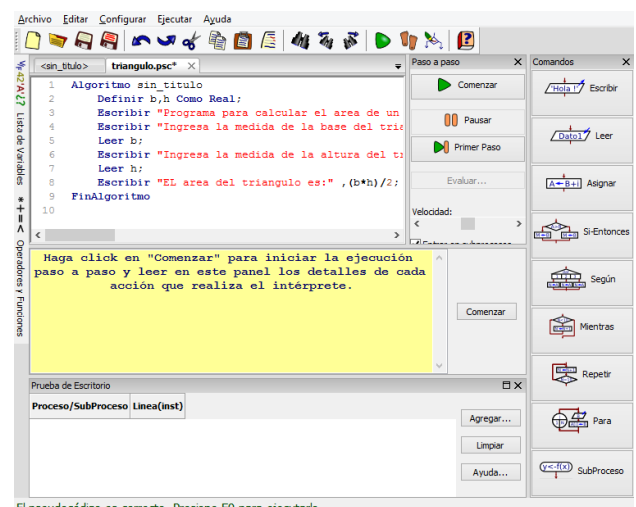 Archivo Editar Configurar Ejecutar Ayuda
<sin_titulo> triangulo.psc* ×
Paso a paso X
Comandos X
1 Algoritmo sin_titulo
2 Definir b,h Como Real;
3 Escribir "Programa para calcular el area de un
4 Escribir "Ingresa la medida de la base del tria
5 Leer b;
6 Escribir "Ingresa la medida de la altura del
7 Leer h;
8 Escribir "EL area del triangulo es:" ,(b*h)/2;
9 FinAlgoritmo
10
Lista de Variables
* + = <
Operadores y Funciones
Comenzar
Pausar
Primer Paso
Evaluar...
Velocidad:
'Hola !' Escribir
Dato1 Leer
A←B+1 Asignar
Si-Entonces
Según
Mientras
Repetir
Para
y<-f(x) SubProceso
Haga click en "Comenzar" para iniciar la ejecución
paso a paso y leer en este panel los detalles de cada
acción que realiza el intérprete.
Comenzar
Prueba de Escritorio
Proceso/SubProceso Linea(inst)
Agregar...
Limpiar
Ayuda...